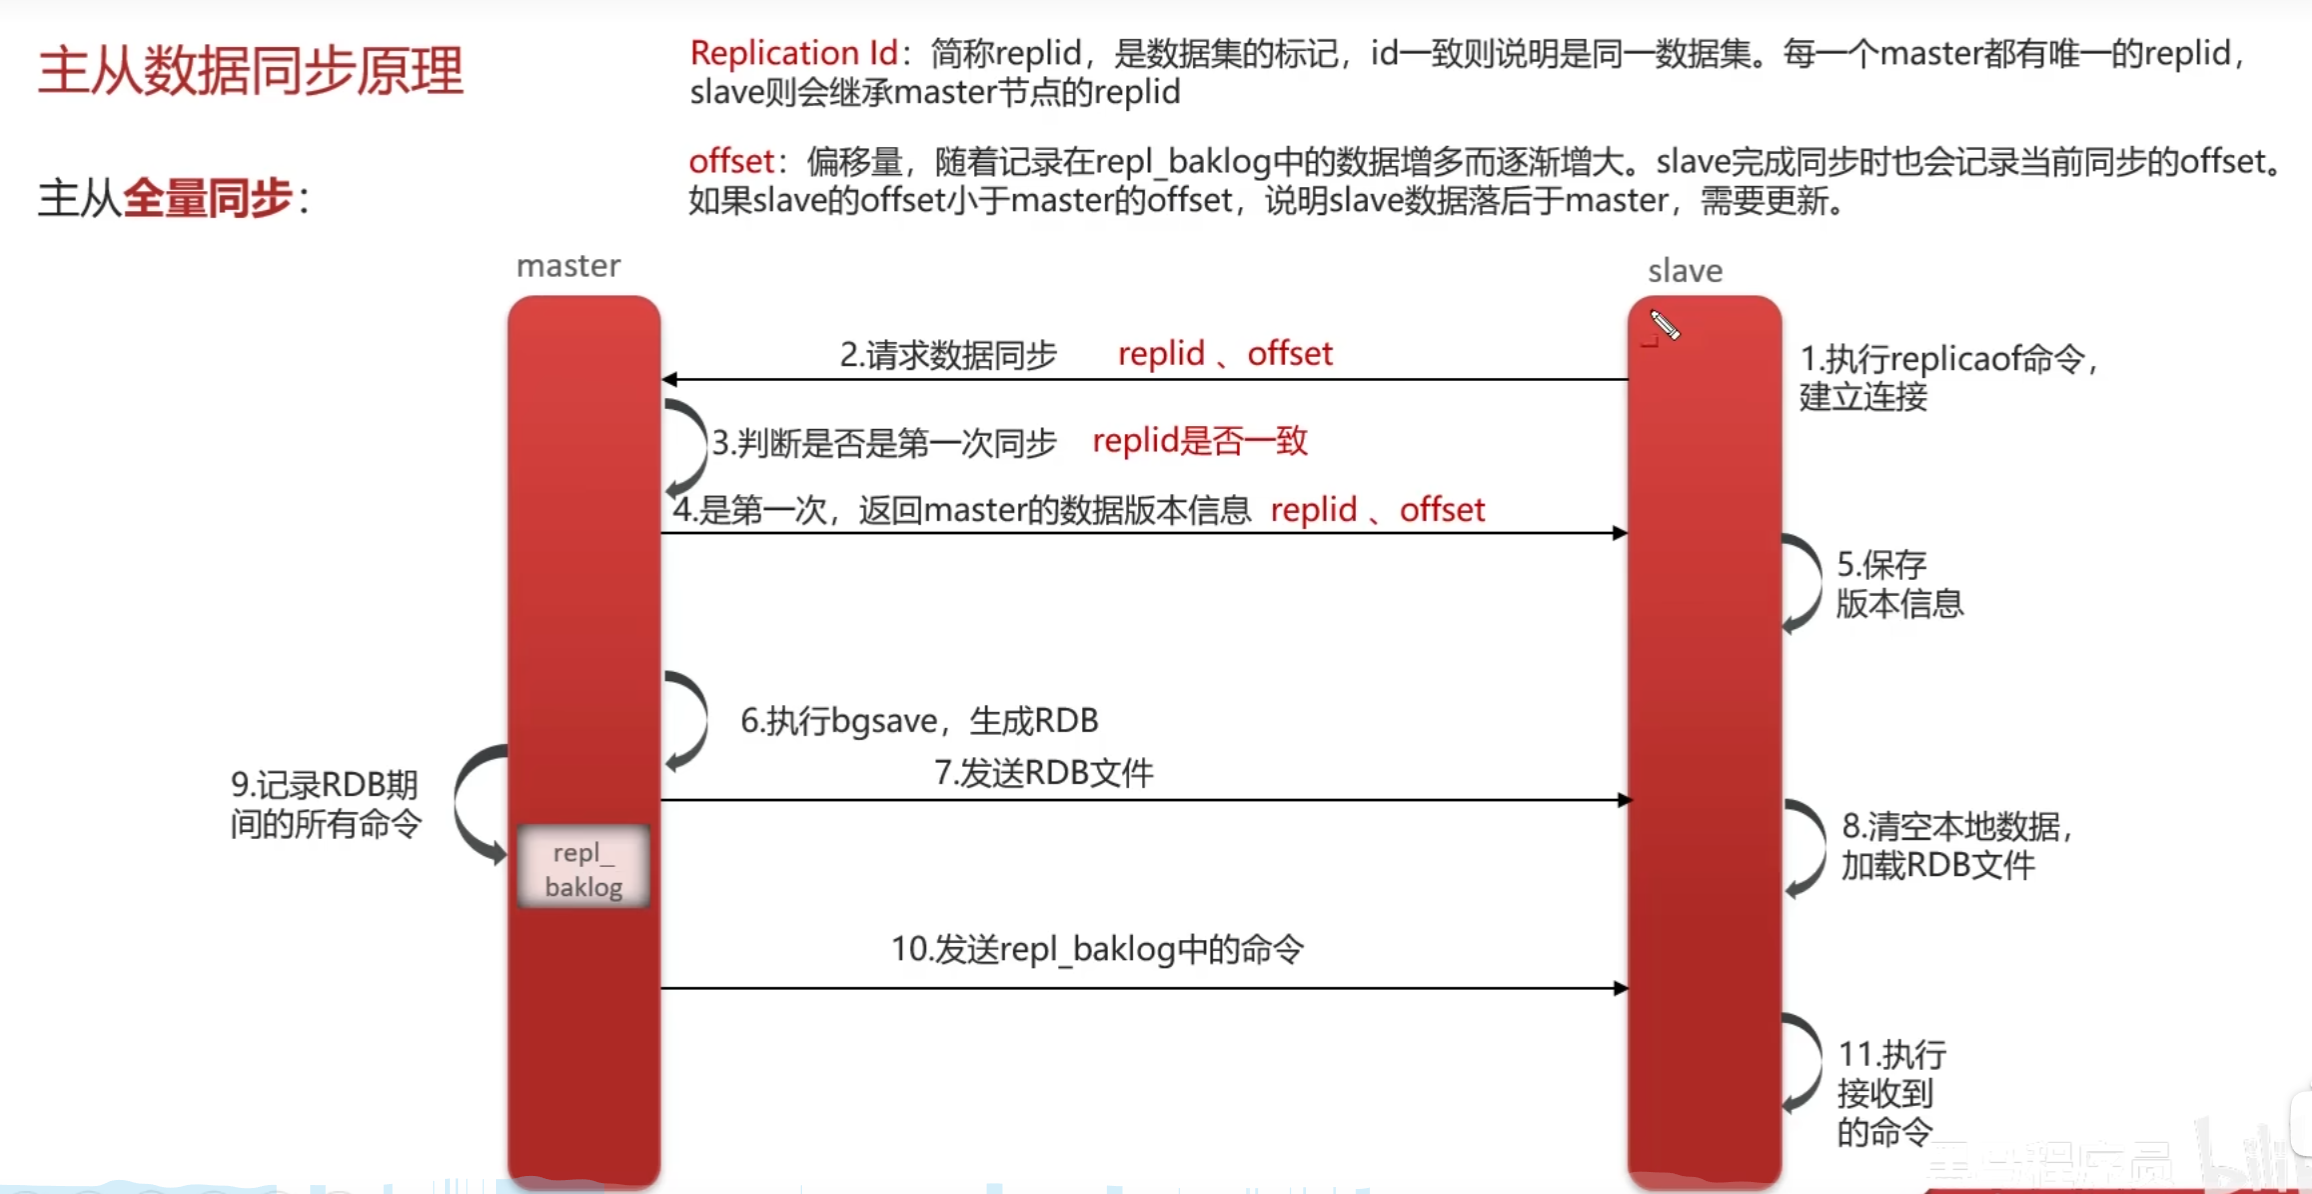 主从数据同步原理
Replication Id：简称replid，是数据集的标记，id一致则说明是同一数据集。每一个master都有唯一的replid，
slave则会继承master节点的replid
offset：偏移量，随着记录在repl_baklog中的数据增多而逐渐增大。slave完成同步时也会记录当前同步的offset。
如果slave的offset小于master的offset，说明slave数据落后于master，需要更新。
主从全量同步：
master
slave
1.执行replicaof命令，
建立连接
2.请求数据同步 replid 、offset
3.判断是否是第一次同步 replid是否一致
4.是第一次，返回master的数据版本信息 replid 、offset
5.保存
版本信息
6.执行bgsave，生成RDB
7.发送RDB文件
8.清空本地数据，
加载RDB文件
9.记录RDB期
间的所有命令
repl_
baklog
10.发送repl_baklog中的命令
11.执行
接收到
的命令
黑马程序员